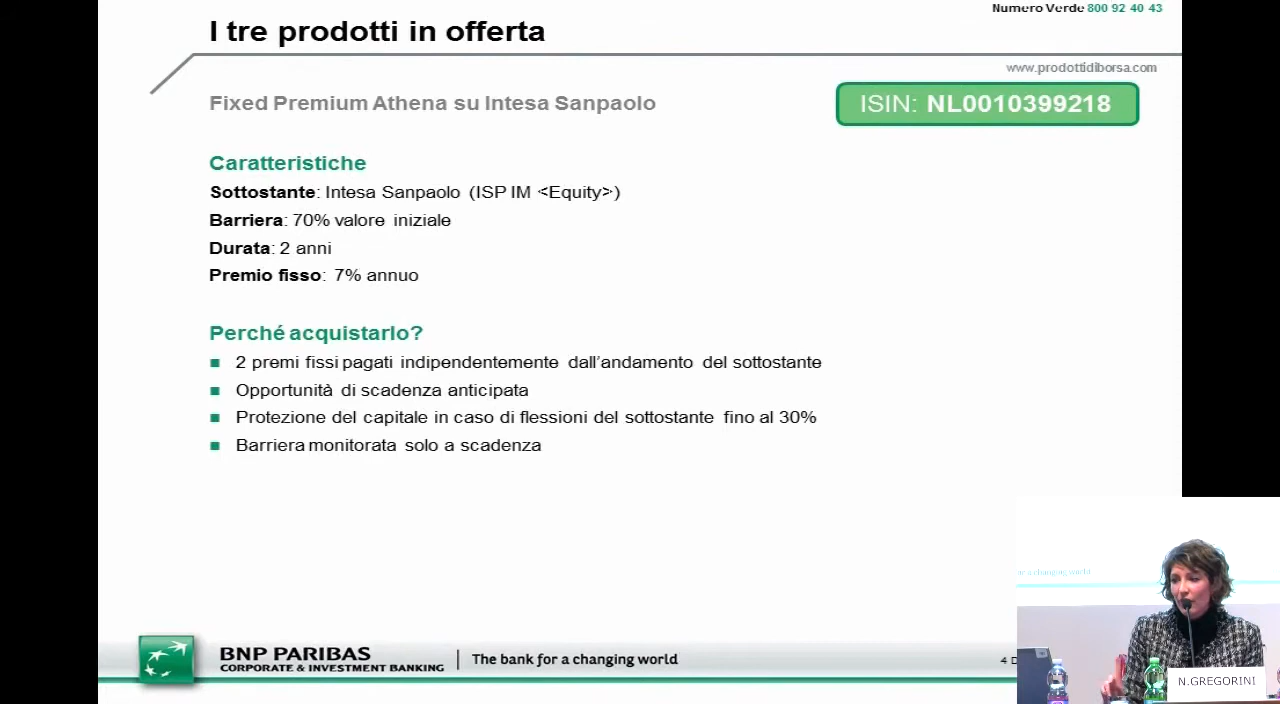 Numero Verde 800 92 40 43
I tre prodotti in offerta
www.prodottidiborsa.com
Fixed Premium Athena su Intesa Sanpaolo
ISIN: NL0010399218
Caratteristiche
Sottostante: Intesa Sanpaolo (ISP IM <Equity>)
Barriera: 70% valore iniziale
Durata: 2 anni
Premio fisso: 7% annuo
Perché acquistarlo?
2 premi fissi pagati indipendentemente dall'andamento del sottostante
Opportunità di scadenza anticipata
Protezione del capitale in caso di flessioni del sottostante fino al 30%
Barriera monitorata solo a scadenza
a changing world
BNP PARIBAS
CORPORATE & INVESTMENT BANKING
The bank for a changing world
4 D
N.GREGORINI